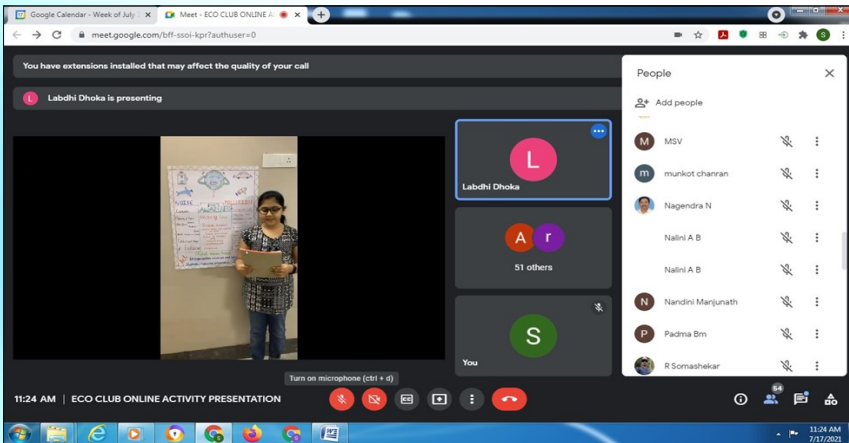 Google Calendar - Week of July
Meet - ECO CLUB ONLINE A
meet.google.com/bff-ssoi-kpr?authuser=0
S
You have extensions installed that may affect the quality of your call
L Labdhi Dhoka is presenting
NOISE
L
Labdhi Dhoka
A r
51 others
S
You
People
Add people
M MSV
m munkot chanran
Nagendra N
Nalini A B
Nalini A B
N Nandini Manjunath
P Padma Bm
R Somashekar
Turn on microphone (ctrl + d)
11:24 AM | ECO CLUB ONLINE ACTIVITY PRESENTATION
54
11:24 AM
7/17/2021